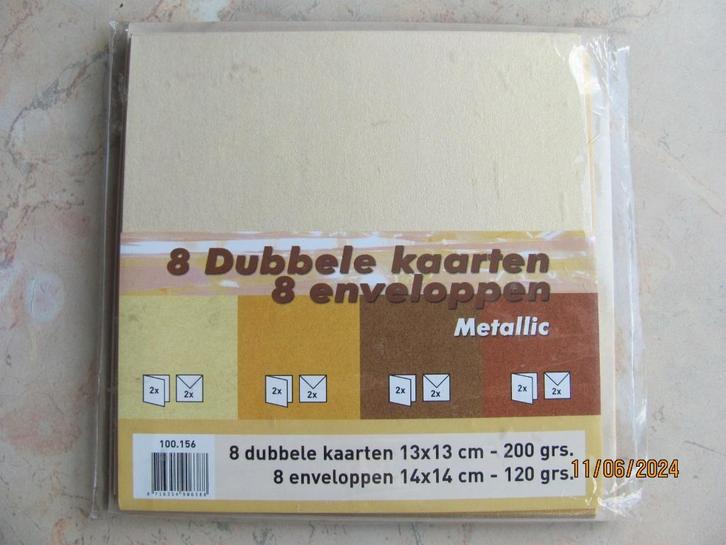 8 Dubbele kaarten
8 enveloppen
Metallic
2x 2x 2x 2x 2x 2x 2x 2x
100.156
8 dubbele kaarten 13x13 cm - 200 grs.
8 enveloppen 14x14 cm - 120 grs.
11/06/2024